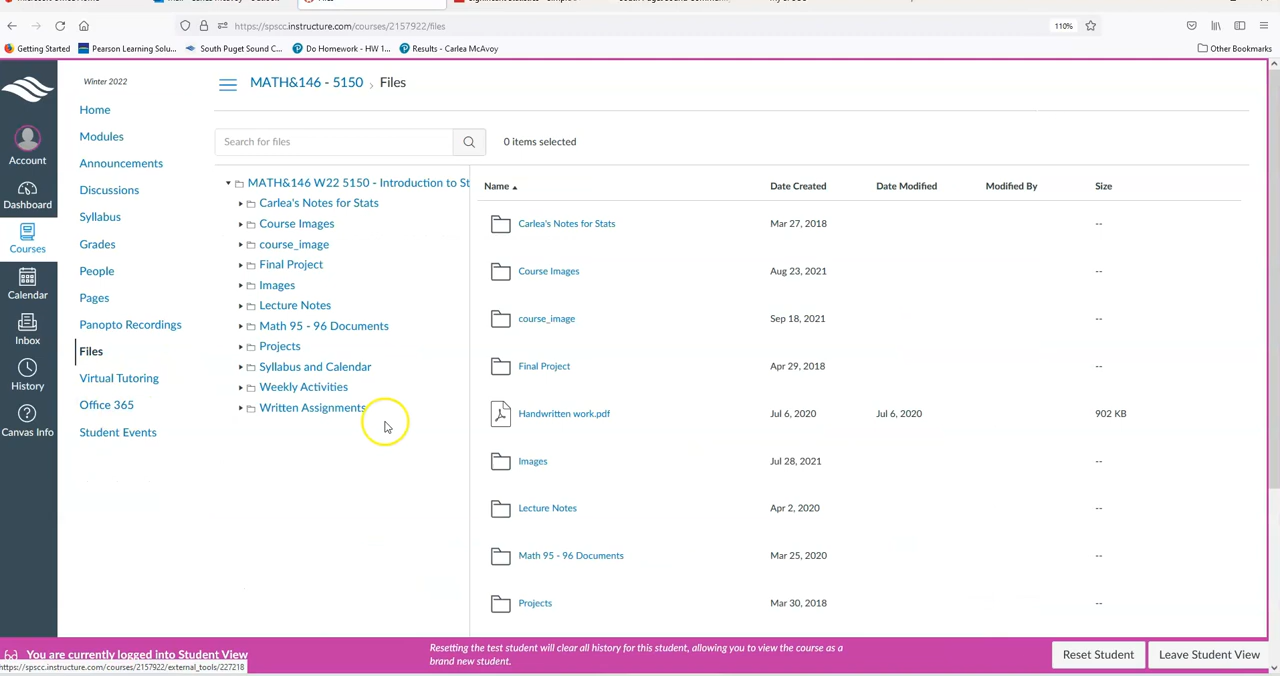 spscc.instructure.com/courses/2157922/files
https://spscc.instructure.com/courses/2157922/files
110%
Getting Started
Pearson Learning Solu...
South Puget Sound C...
Do Homework - HW 1...
Results - Carlea McAvoy
Other Bookmarks
Account
Dashboard
Courses
Calendar
Inbox
History
Canvas Info
Winter 2022
Home
Modules
Announcements
Discussions
Syllabus
Grades
People
Pages
Panopto Recordings
Files
Virtual Tutoring
Office 365
Student Events
MATH&146 - 5150 › Files
Search for files
0 items selected
MATH&146 W22 5150 - Introduction to St
Carlea's Notes for Stats
Course Images
course_image
Final Project
Images
Lecture Notes
Math 95 - 96 Documents
Projects
Syllabus and Calendar
Weekly Activities
Written Assignments
Name Date Created Date Modified Modified By Size
Carlea's Notes for Stats Mar 27, 2018 --
Course Images Aug 23, 2021 --
course_image Sep 18, 2021 --
Final Project Apr 29, 2018 --
Handwritten work.pdf Jul 6, 2020 Jul 6, 2020 902 KB
Images Jul 28, 2021 --
Lecture Notes Apr 2, 2020 --
Math 95 - 96 Documents Mar 25, 2020 --
Projects Mar 30, 2018 --
You are currently logged into Student View
https://spscc.instructure.com/courses/2157922/external_tools/227218
Resetting the test student will clear all history for this student, allowing you to view the course as a
brand new student.
Reset Student
Leave Student View